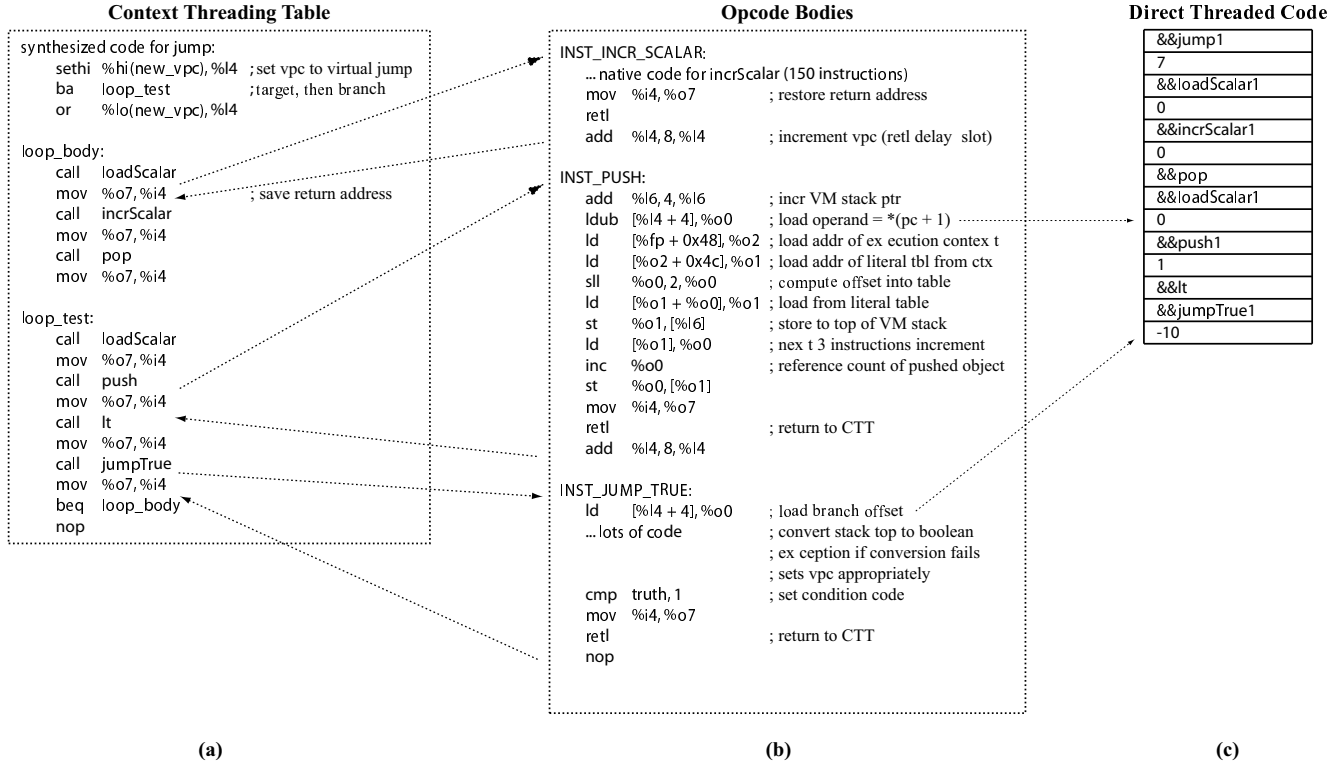 Context Threading Table
synthesized code for jump:
sethi %hi(new_vpc), %l4 ; set vpc to virtual jump
ba loop_test ; target, then branch
or %lo(new_vpc), %l4
loop_body:
call loadScalar
mov %o7, %i4 ; save return address
call incrScalar
mov %o7, %i4
call pop
mov %o7, %i4
loop_test:
call loadScalar
mov %o7, %i4
call push
mov %o7, %i4
call lt
mov %o7, %i4
call jumpTrue
mov %o7, %i4
beq loop_body
nop
(a)
Opcode Bodies
INST_INCR_SCALAR:
... native code for incrScalar (150 instructions)
mov %i4, %o7 ; restore return address
retl
add %l4, 8, %l4 ; increment vpc (retl delay slot)
INST_PUSH:
add %l6, 4, %l6 ; incr VM stack ptr
ldub [%l4 + 4], %o0 ; load operand = *(pc + 1)
ld [%fp + 0x48], %o2 ; load addr of ex ecution contex t
ld [%o2 + 0x4c], %o1 ; load addr of literal tbl from ctx
sll %o0, 2, %o0 ; compute offset into table
ld [%o1 + %o0], %o1 ; load from literal table
st %o1, [%l6] ; store to top of VM stack
ld [%o1], %o0 ; nex t 3 instructions increment
inc %o0 ; reference count of pushed object
st %o0, [%o1]
mov %i4, %o7
retl ; return to CTT
add %l4, 8, %l4
INST_JUMP_TRUE:
ld [%l4 + 4], %o0 ; load branch offset
... lots of code ; convert stack top to boolean
; ex ception if conversion fails
; sets vpc appropriately
cmp truth, 1 ; set condition code
mov %i4, %o7
retl ; return to CTT
nop
(b)
Direct Threaded Code
&&jump1
7
&&loadScalar1
0
&&incrScalar1
0
&&pop
&&loadScalar1
0
&&push1
1
&&lt
&&jumpTrue1
-10
(c)